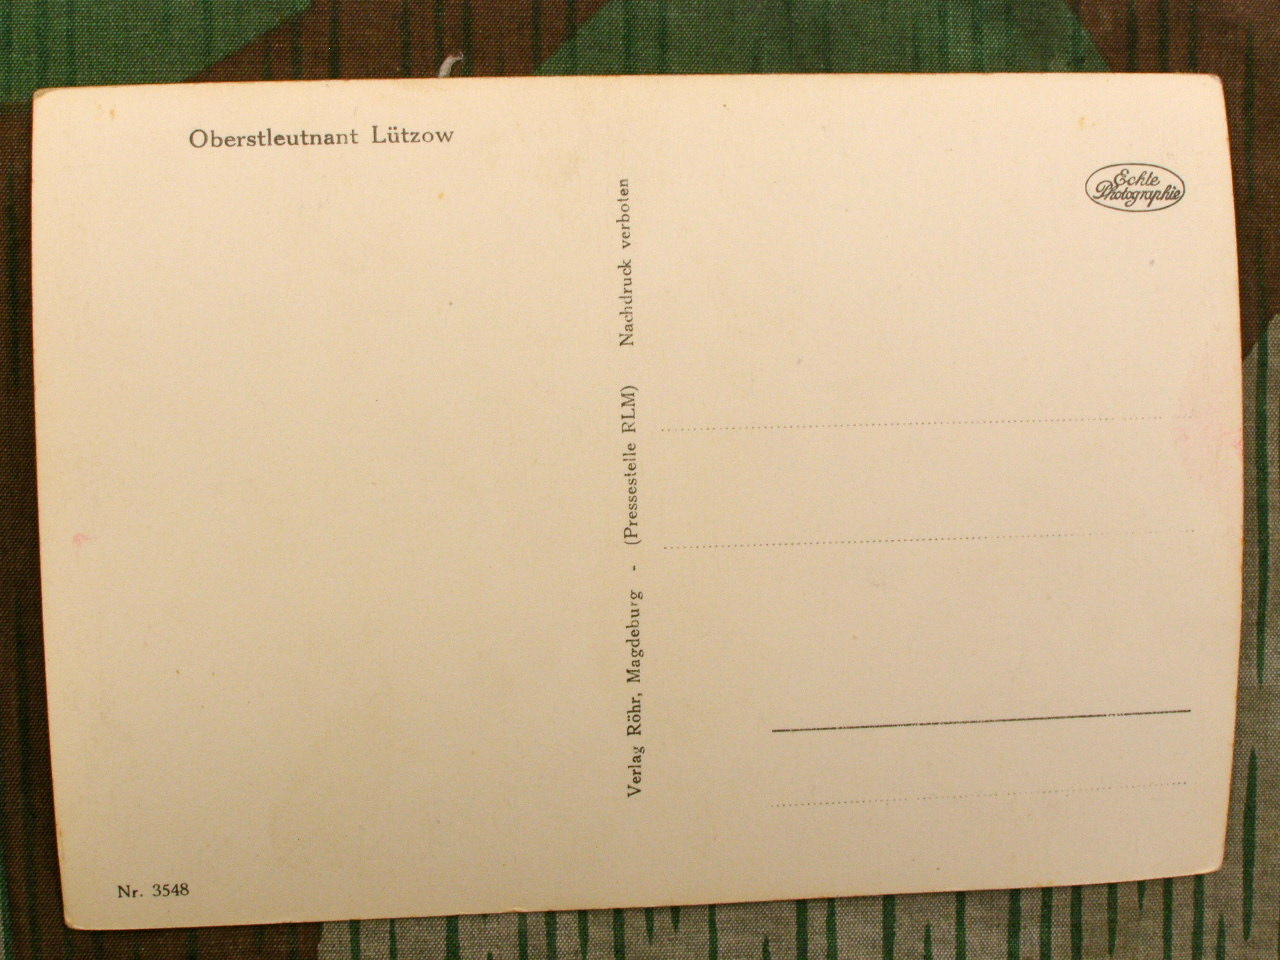 Oberstleutnant Lützow
Echte
Photographie
Verlag Röhr, Magdeburg - (Pressestelle RLM) Nachdruck verboten
Nr. 3548